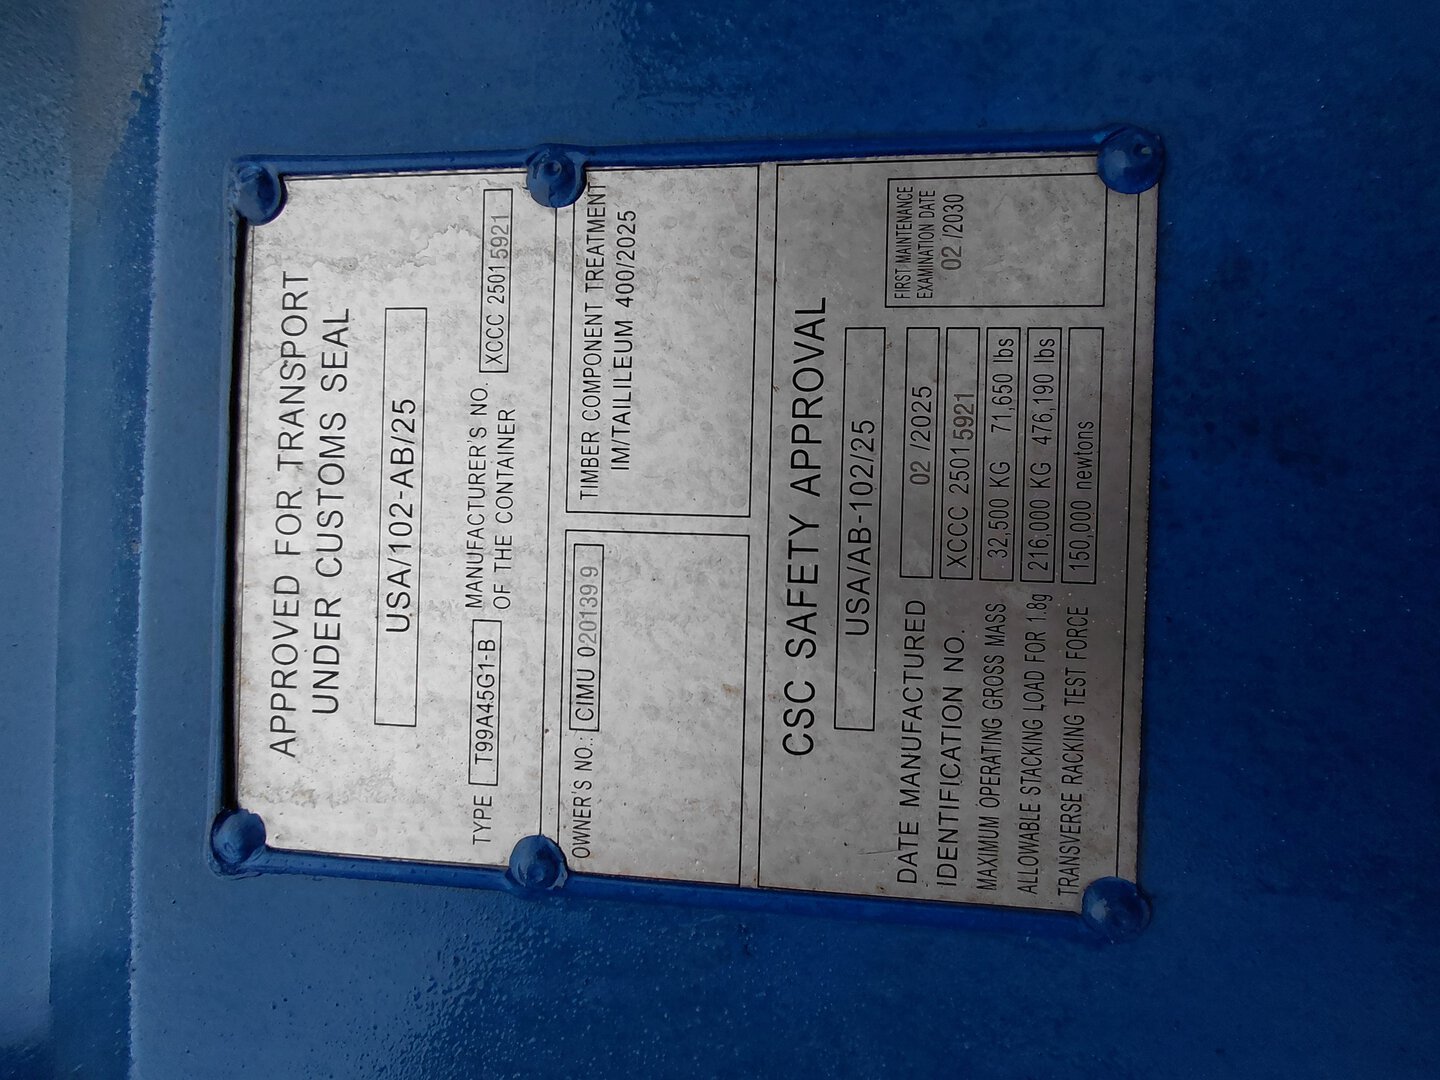 APPROVED FOR TRANSPORT
UNDER CUSTOMS SEAL
USA/102-AB/25
TYPE T99A45G1-B MANUFACTURER'S NO. XCCC 2501 5921
OF THE CONTAINER
OWNER'S NO.: CIMU 020139 9
TIMBER COMPONENT TREATMENT
IM/TAILILEUM 400/2025
CSC SAFETY APPROVAL
USA/AB-102/25
DATE MANUFACTURED 02 /2025
IDENTIFICATION NO. XCCC 2501 5921
MAXIMUM OPERATING GROSS MASS 32,500 KG 71,650 lbs
ALLOWABLE STACKING LOAD FOR 1.8g 216,000 KG 476,190 lbs
TRANSVERSE RACKING TEST FORCE 150,000 newtons
FIRST MAINTENANCE
EXAMINATION DATE
02 /2030